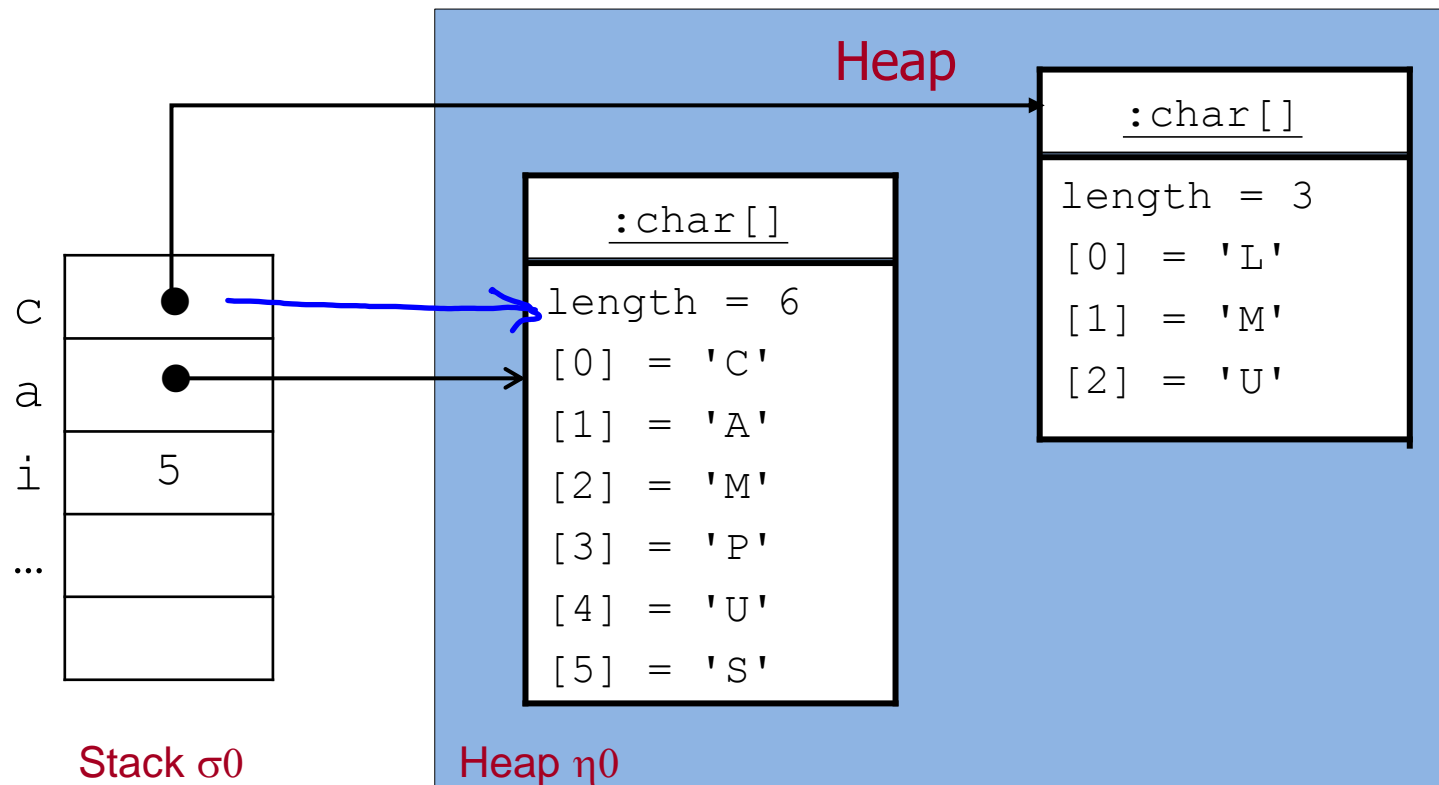 Heap
:char[]
length = 3
[0] = 'L'
[1] = 'M'
[2] = 'U'
:char[]
length = 6
[0] = 'C'
[1] = 'A'
[2] = 'M'
[3] = 'P'
[4] = 'U'
[5] = 'S'
c
a
i 5
…
Stack σ0
Heap η0